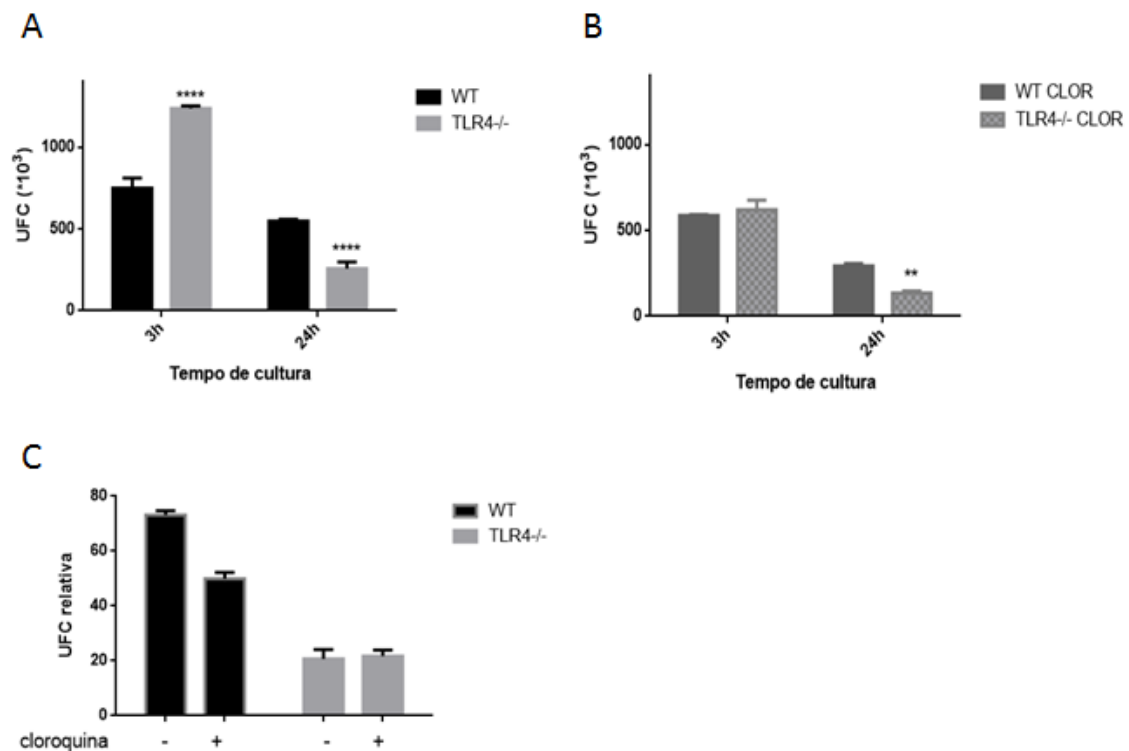 A
****
WT
TLR4-/-
UFC (*10³)
1000
500
0
****
3h
24h
Tempo de cultura
B
WT CLOR
TLR4-/- CLOR
UFC (*10³)
1000
500
0
**
3h
24h
Tempo de cultura
C
WT
TLR4-/-
UFC relativa
80
60
40
20
0
cloroquina - + - +